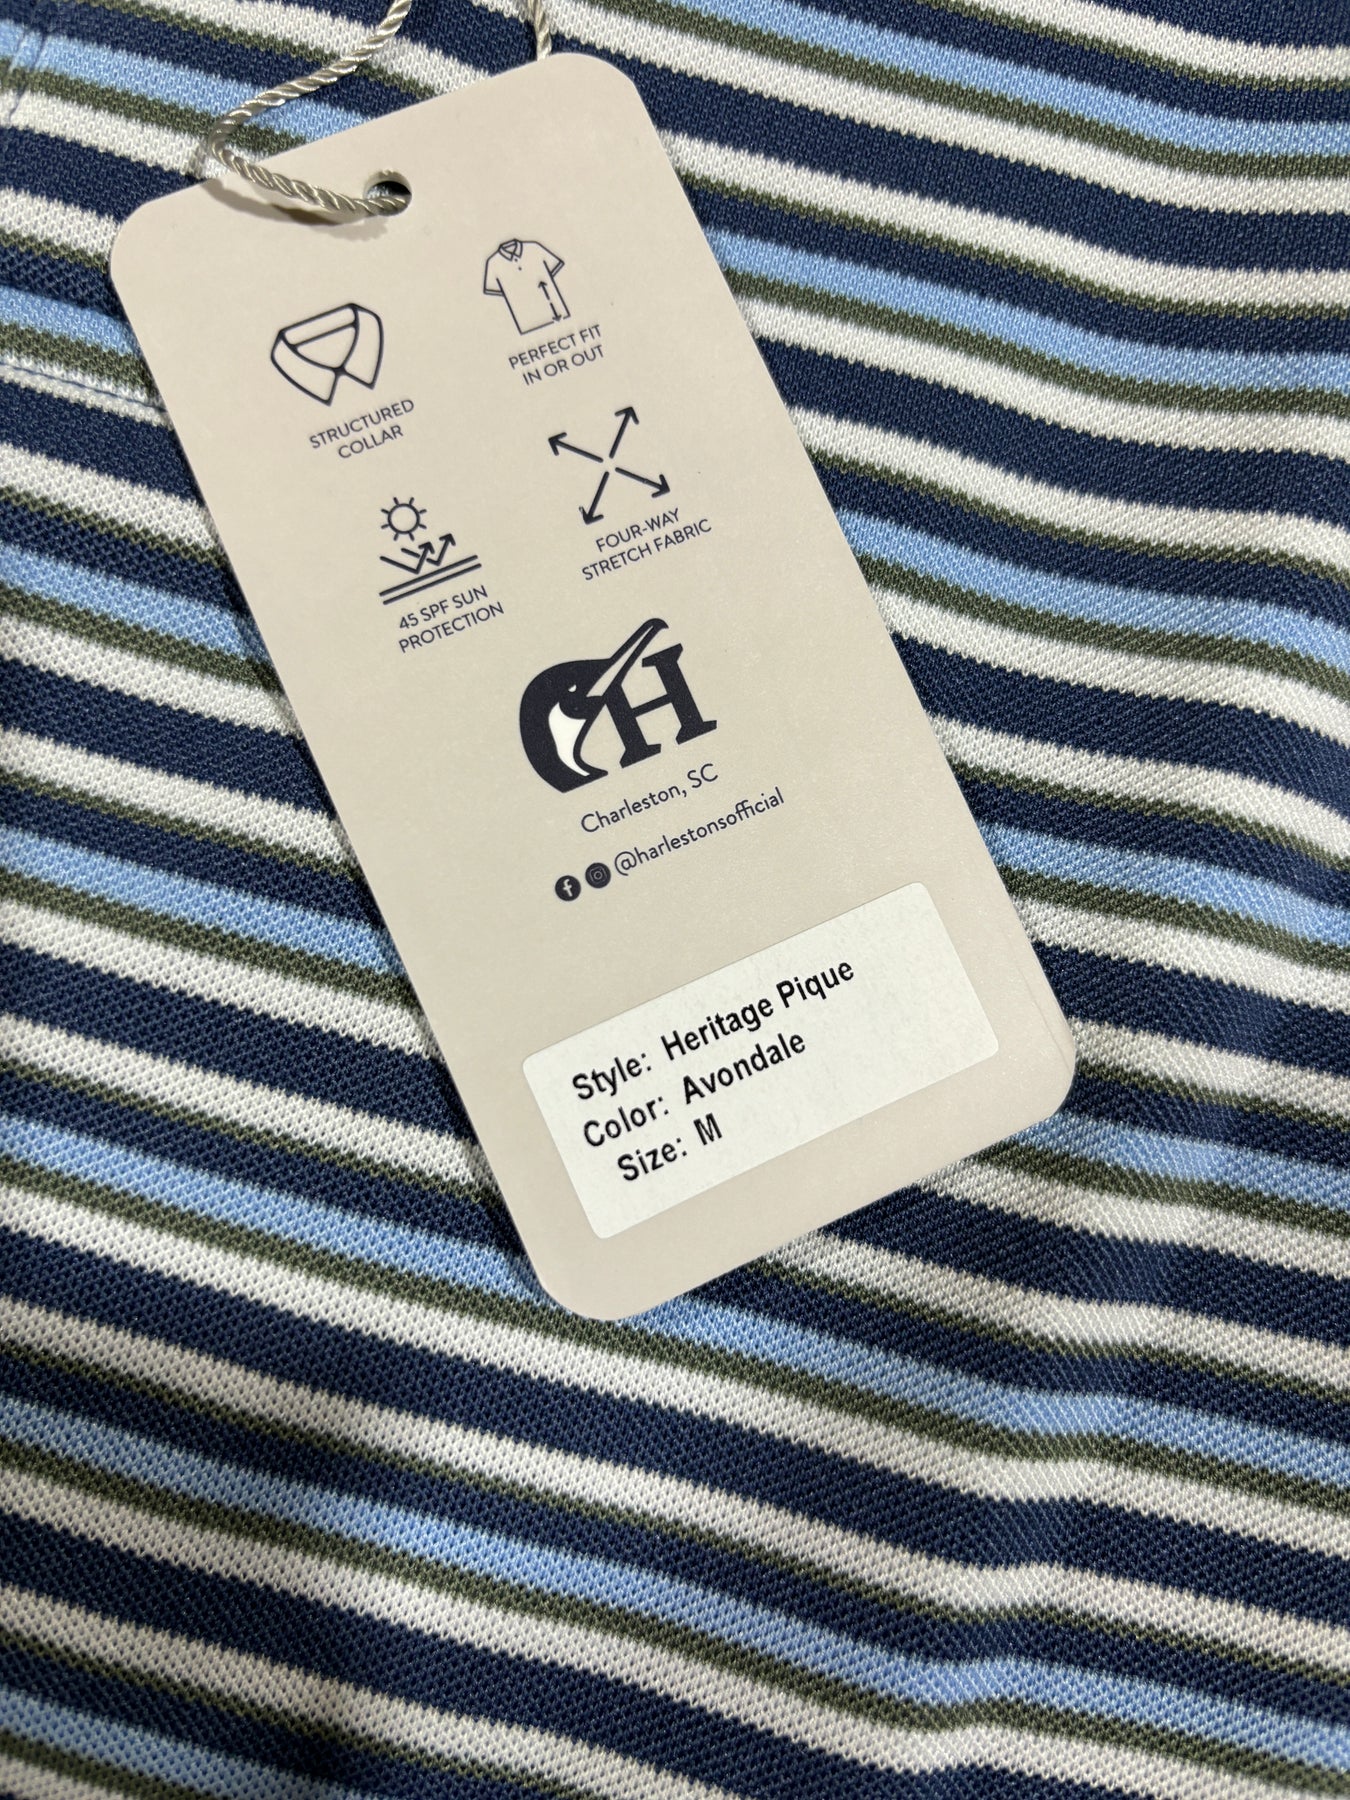 STRUCTURED
COLLAR
PERFECT FIT
IN OR OUT
45 SPF SUN
PROTECTION
FOUR-WAY
STRETCH FABRIC
H
Charleston, SC
@harlestonsofficial
Style: Heritage Pique
Color: Avondale
Size: M